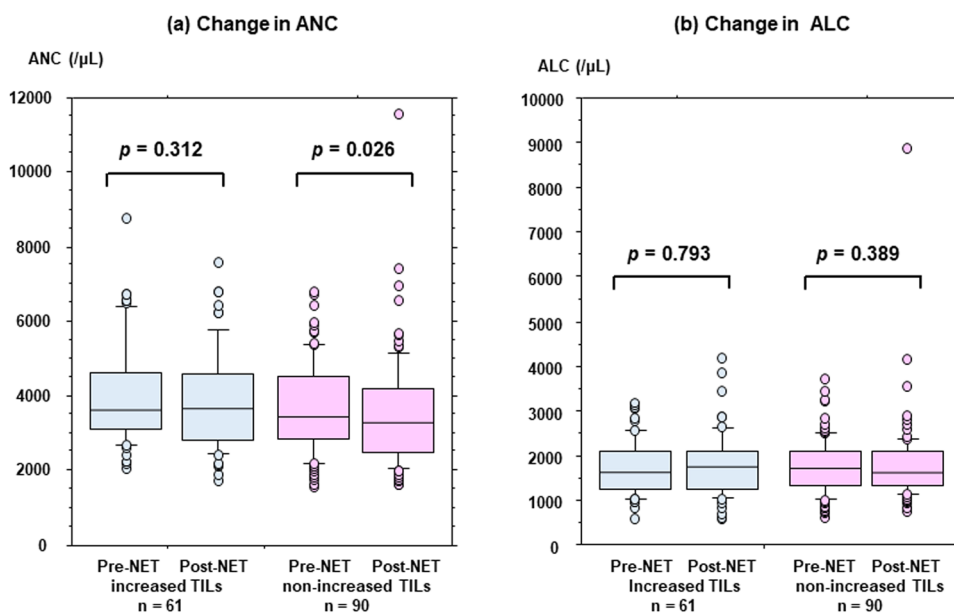 (a) Change in ANC
ANC (/µL)
12000
10000
8000
6000
4000
2000
0
p = 0.312
p = 0.026
Pre-NET Post-NET Pre-NET Post-NET
increased TILs non-increased TILs
n = 61 n = 90
(b) Change in ALC
ALC (/µL)
10000
9000
8000
7000
6000
5000
4000
3000
2000
1000
0
p = 0.793
p = 0.389
Pre-NET Post-NET Pre-NET Post-NET
Increased TILs non-increased TILs
n = 61 n = 90